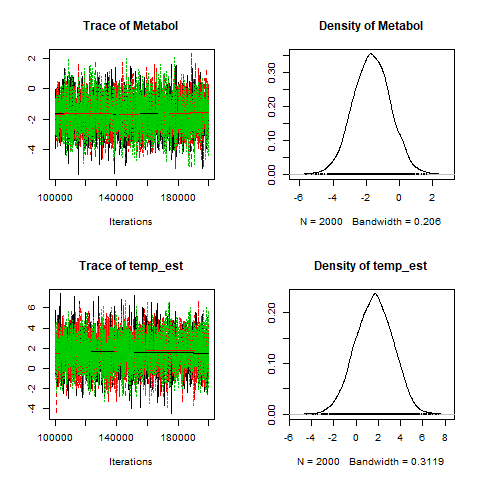 Trace of Metabol
2
0
-2
-4
100000 140000 180000
Iterations
Density of Metabol
0.30
0.20
0.10
0.00
-6 -4 -2 0 2
N = 2000 Bandwidth = 0.206
Trace of temp_est
6
4
2
0
-2
-4
100000 140000 180000
Iterations
Density of temp_est
0.20
0.10
0.00
-6 -4 -2 0 2 4 6 8
N = 2000 Bandwidth = 0.3119